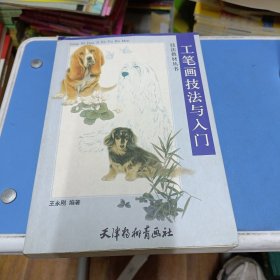 技法教材丛书
工笔画技法与入门
王永刚 编著
天津杨柳青画社